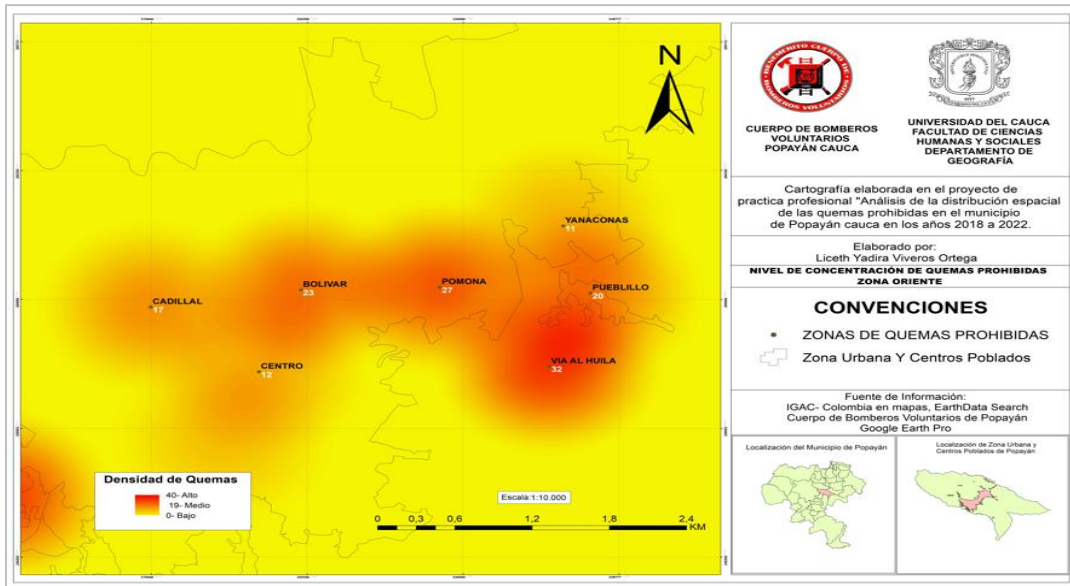 N
YANACONAS
11
BOLIVAR
23
POMONA
27
PUEBLILLO
20
CADILLAL
17
CENTRO
12
VIA AL HUILA
32
Densidad de Quemas
40- Alto
19- Medio
0- Bajo
Escala:1:10.000
0 0,3 0,6 1,2 1,8 2,4
KM
CUERPO DE BOMBEROS
VOLUNTARIOS
POPAYÁN CAUCA
UNIVERSIDAD DEL CAUCA
FACULTAD DE CIENCIAS
HUMANAS Y SOCIALES
DEPARTAMENTO DE
GEOGRAFÍA
Cartografía elaborada en el proyecto de
practica profesional "Análisis de la distribución espacial
de las quemas prohibidas en el municipio
de Popayán cauca en los años 2018 a 2022.
Elaborado por:
Liceth Yadira Viveros Ortega
NIVEL DE CONCENTRACIÓN DE QUEMAS PROHIBIDAS
ZONA ORIENTE
CONVENCIONES
ZONAS DE QUEMAS PROHIBIDAS
Zona Urbana Y Centros Poblados
Fuente de Información:
IGAC- Colombia en mapas, EarthData Search
Cuerpo de Bomberos Voluntarios de Popayán
Google Earth Pro
Localización del Municipio de Popayán
Localización de Zona Urbana y
Centros Poblados de Popayán